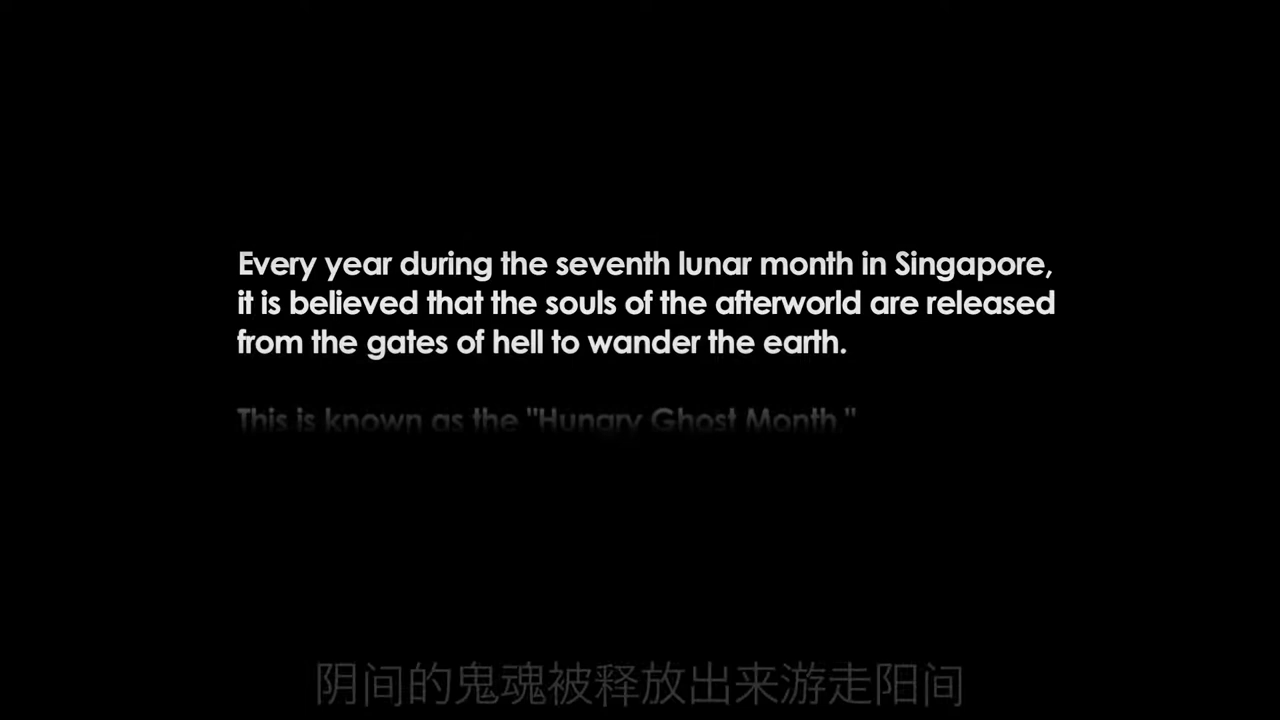 Every year during the seventh lunar month in Singapore,
it is believed that the souls of the afterworld are released
from the gates of hell to wander the earth.
This is known as the "Hungry Ghost Month."
阴间的鬼魂被释放出来游走阳间